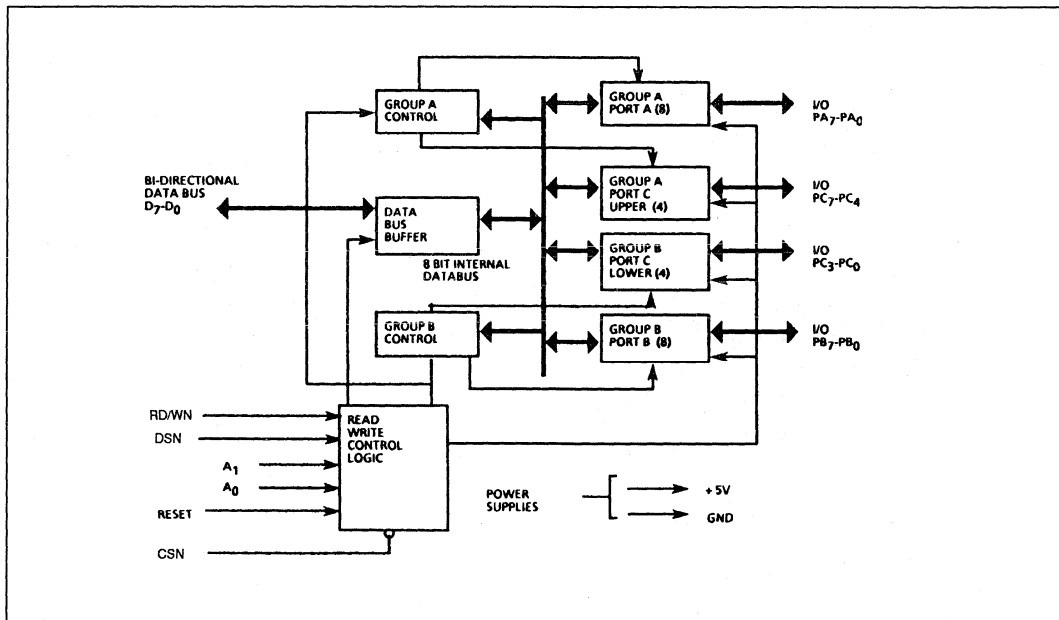 GROUP A
CONTROL
GROUP A
PORT A (8)
I/O
PA7-PA0
BI-DIRECTIONAL
DATA BUS
D7-D0
DATA
BUS
BUFFER
GROUP A
PORT C
UPPER (4)
I/O
PC7-PC4
8 BIT INTERNAL
DATABUS
GROUP B
PORT C
LOWER (4)
I/O
PC3-PC0
GROUP B
CONTROL
GROUP B
PORT B (8)
I/O
PB7-PB0
RD/WN
DSN
A1
A0
RESET
CSN
READ
WRITE
CONTROL
LOGIC
POWER
SUPPLIES
+5V
GND